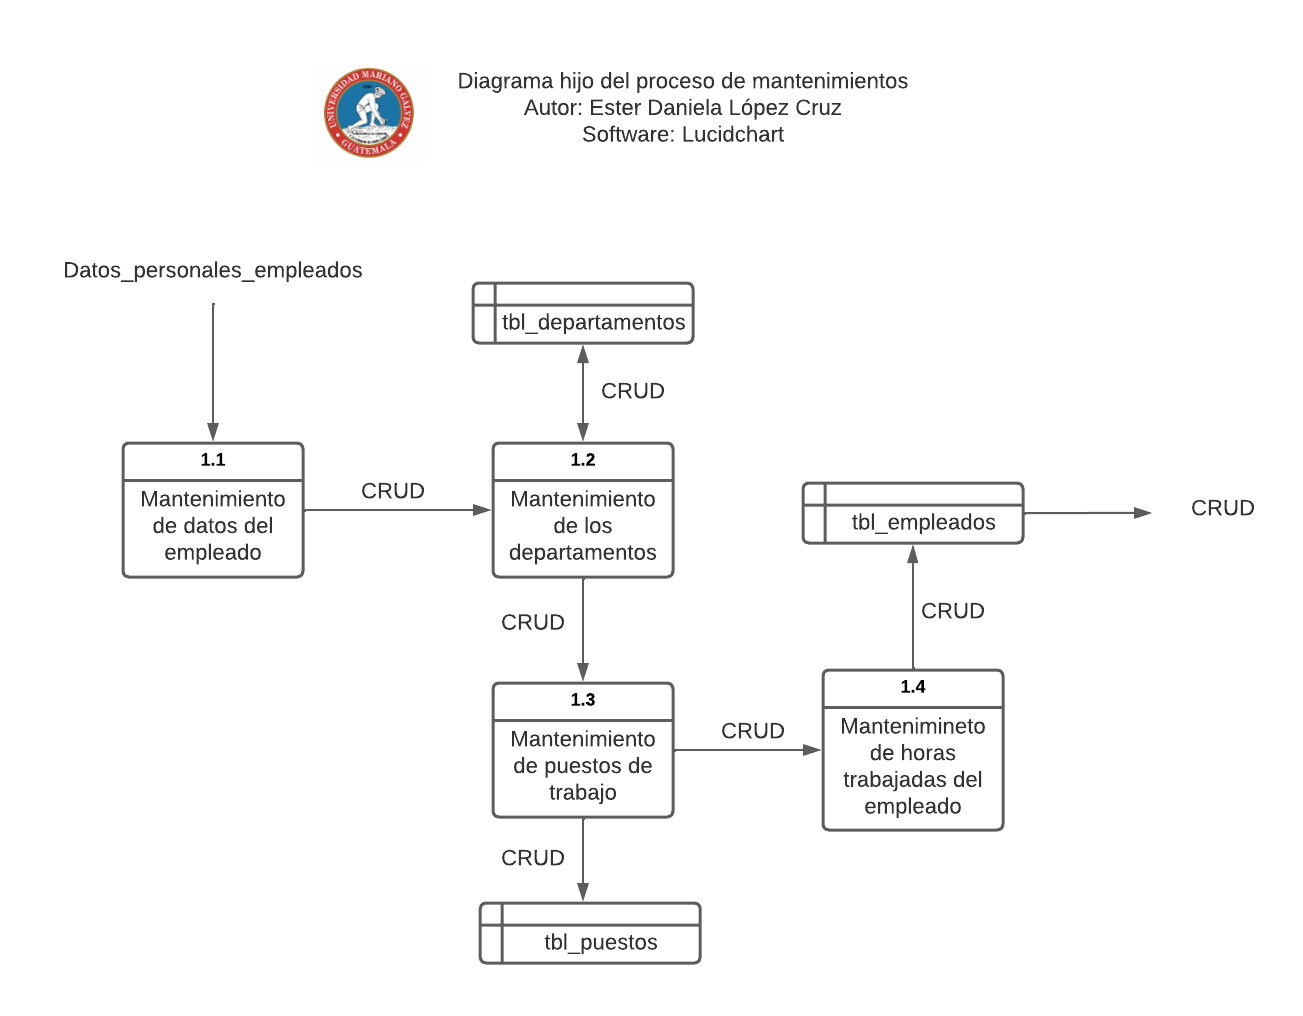 UNIVERSIDAD MARIANO GALVEZ
GUATEMALA
Diagrama hijo del proceso de mantenimientos
Autor: Ester Daniela López Cruz
Software: Lucidchart
Datos_personales_empleados
tbl_departamentos
CRUD
1.1
Mantenimiento
de datos del
empleado
CRUD
1.2
Mantenimiento
de los
departamentos
tbl_empleados
CRUD
CRUD
CRUD
1.3
Mantenimiento
de puestos de
trabajo
CRUD
1.4
Mantenimineto
de horas
trabajadas del
empleado
CRUD
tbl_puestos